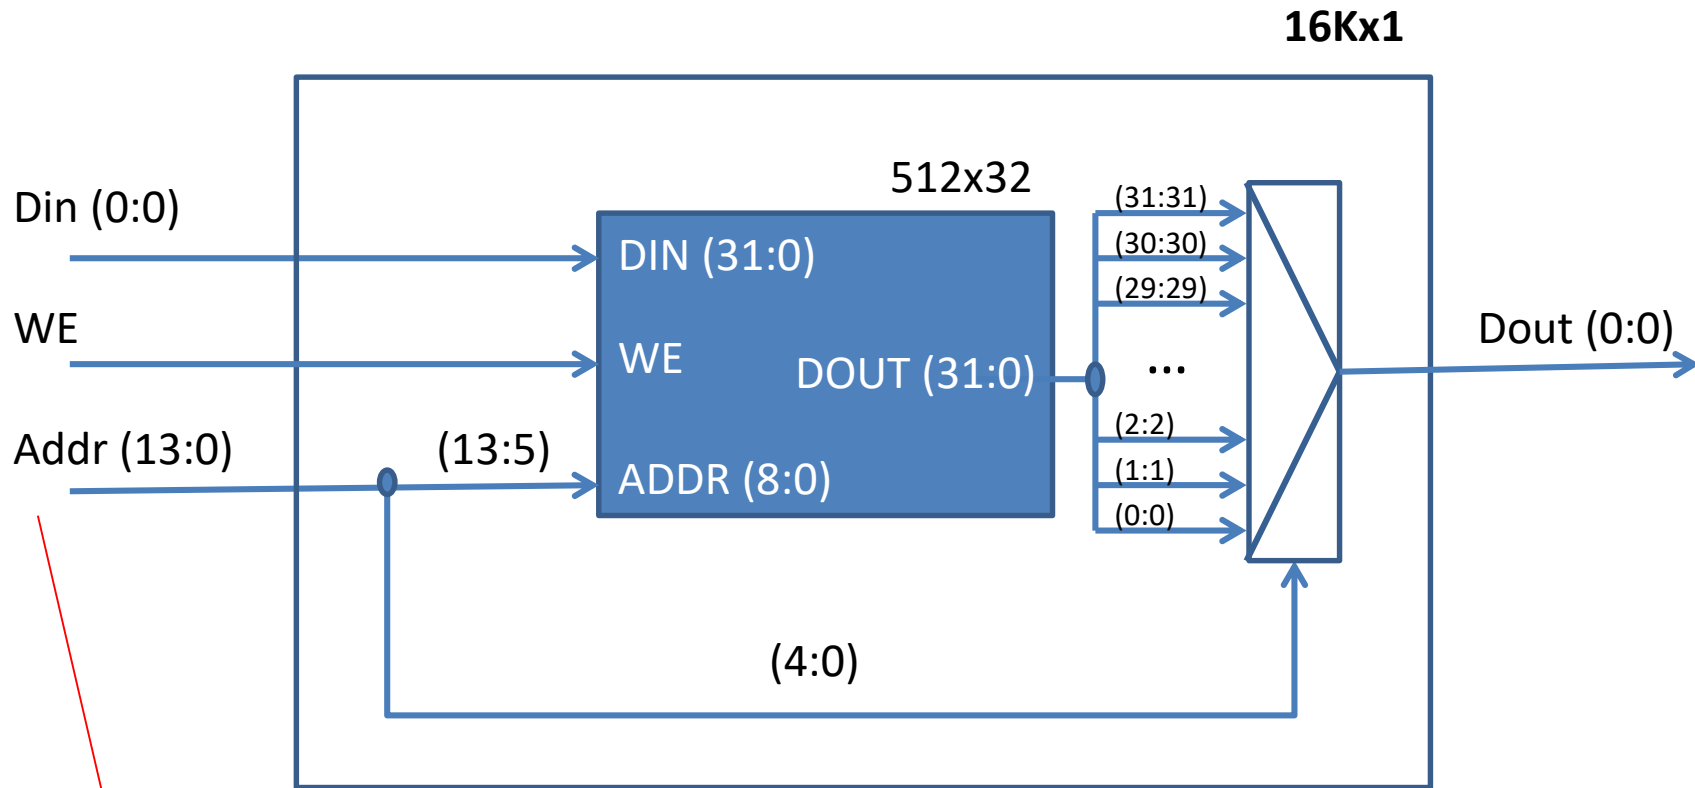 16Kx1
512x32
Din (0:0)
(31:31)
DIN (31:0)
(30:30)
(29:29)
WE
WE
DOUT (31:0)
...
Dout (0:0)
Addr (13:0)
(13:5)
(2:2)
ADDR (8:0)
(1:1)
(0:0)
(4:0)